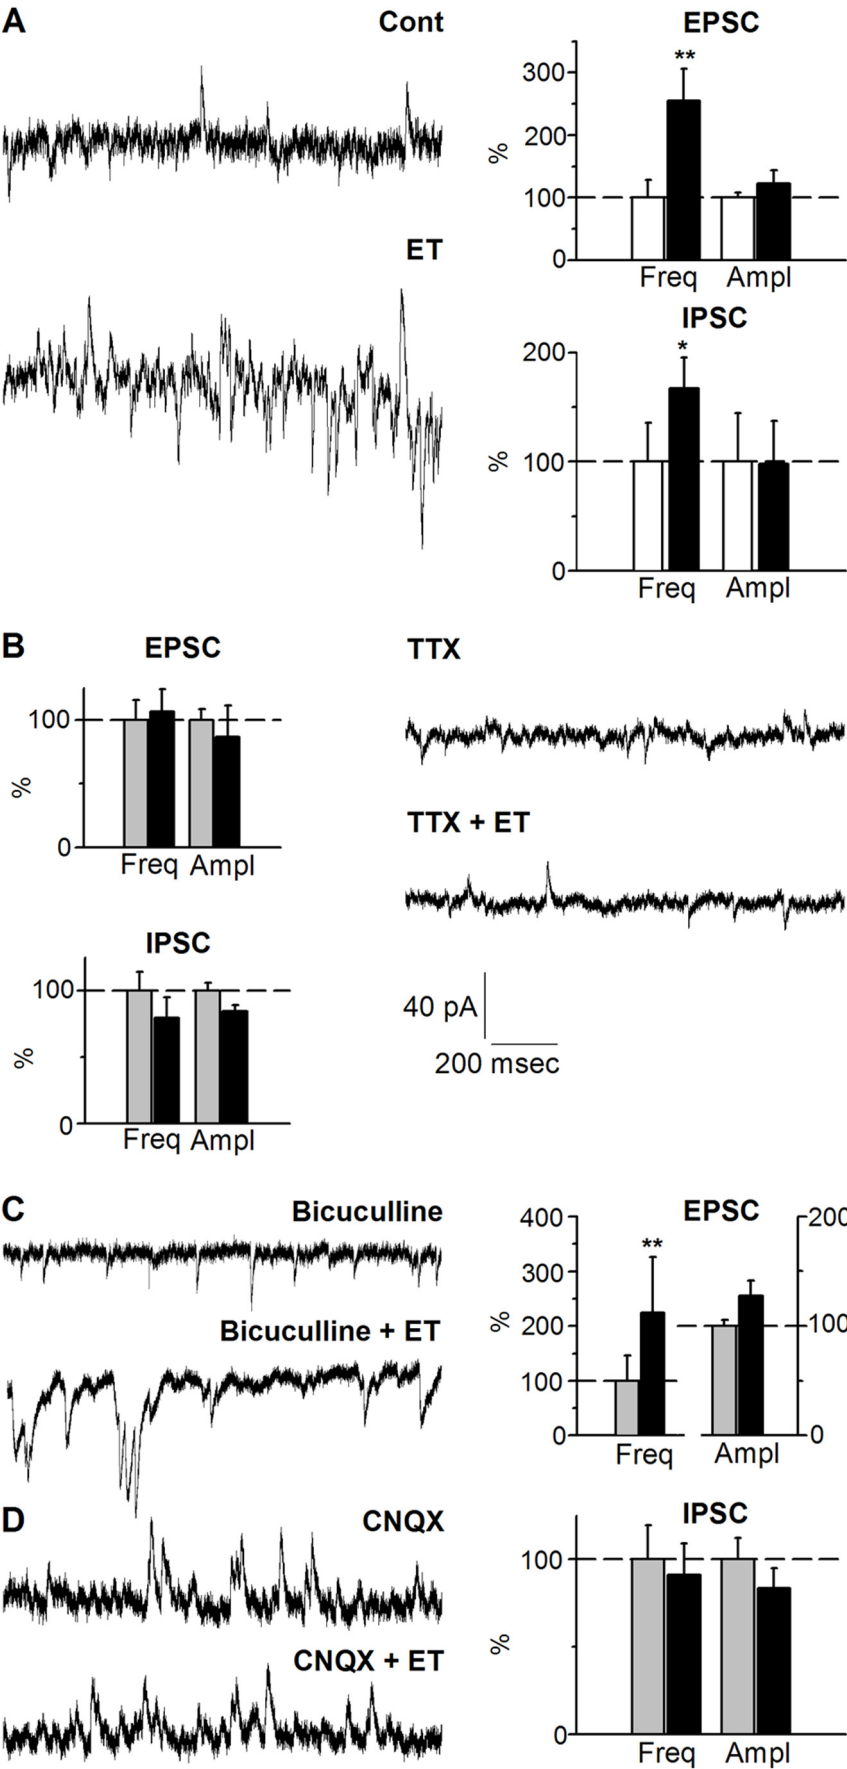 A
Cont
EPSC
**
300
200
100
0
%
Freq Ampl
ET
IPSC
*
200
100
0
%
Freq Ampl
B
EPSC
100
0
%
Freq Ampl
TTX
TTX + ET
IPSC
100
0
%
Freq Ampl
40 pA
200 msec
C
Bicuculline
Bicuculline + ET
EPSC
**
400
300
200
100
0
%
200
100
0
Freq Ampl
D
CNQX
CNQX + ET
IPSC
100
0
%
Freq Ampl